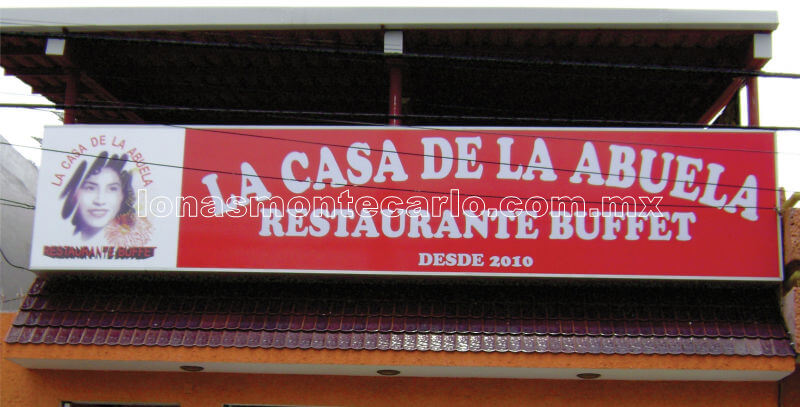 LA CASA DE LA ABUELA
RESTAURANTE BUFFET
LA CASA DE LA ABUELA
RESTAURANTE BUFFET
DESDE 2010
lonasmontecarlo.com.mx